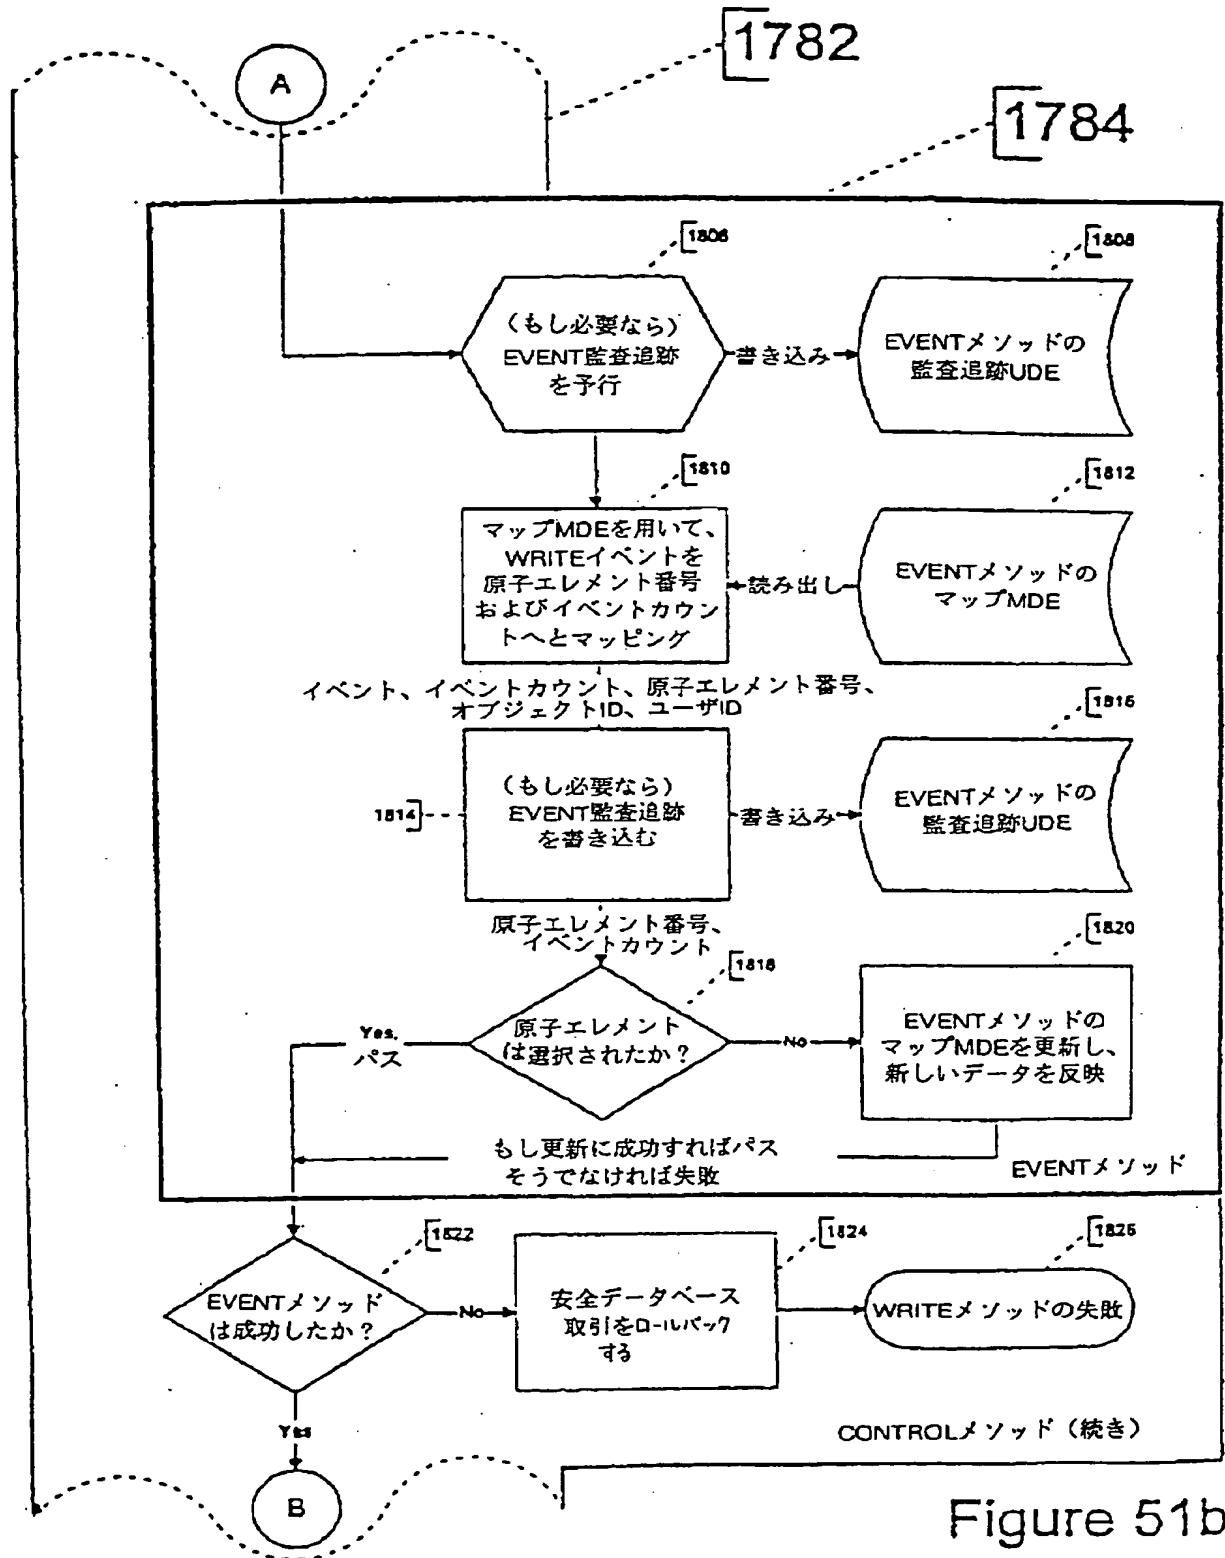 1782
A
1784
1806
1808
(もし必要なら)
EVENT監査追跡
を予行
書き込み
EVENTメソッドの
監査追跡UDE
1810
1812
マップMDEを用いて、
WRITEイベントを
原子エレメント番号
およびイベントカウン
トへとマッピング
読み出し
EVENTメソッドの
マップMDE
イベント、イベントカウント、原子エレメント番号、
オブジェクトID、ユーザID
1816
1814
(もし必要なら)
EVENT監査追跡
を書き込む
書き込み
EVENTメソッドの
監査追跡UDE
原子エレメント番号、
イベントカウント
1818
1820
Yes,
パス
原子エレメント
は選択されたか?
No
EVENTメソッドの
マップMDEを更新し、
新しいデータを反映
もし更新に成功すればパス
そうでなければ失敗
EVENTメソッド
1822
1824
1826
EVENTメソッド
は成功したか?
No
安全データベース
取引をロールバック
する
WRITEメソッドの失敗
Yes
CONTROLメソッド(続き)
B
Figure 51b